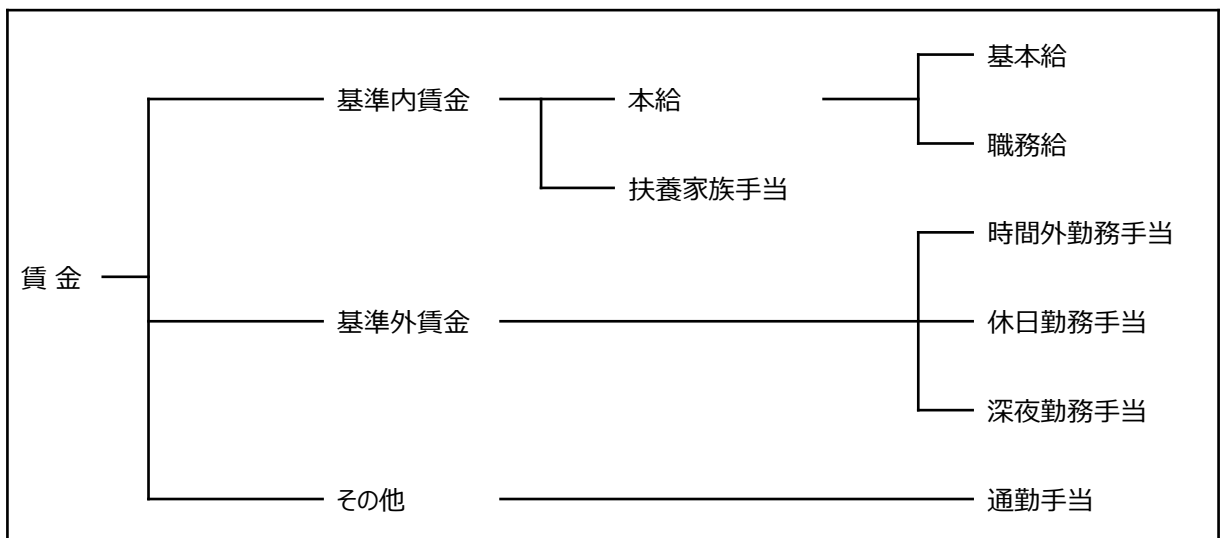 基本給
基準内賃金
本給
職務給
扶養家族手当
時間外勤務手当
賃 金
基準外賃金
休日勤務手当
深夜勤務手当
その他
通勤手当